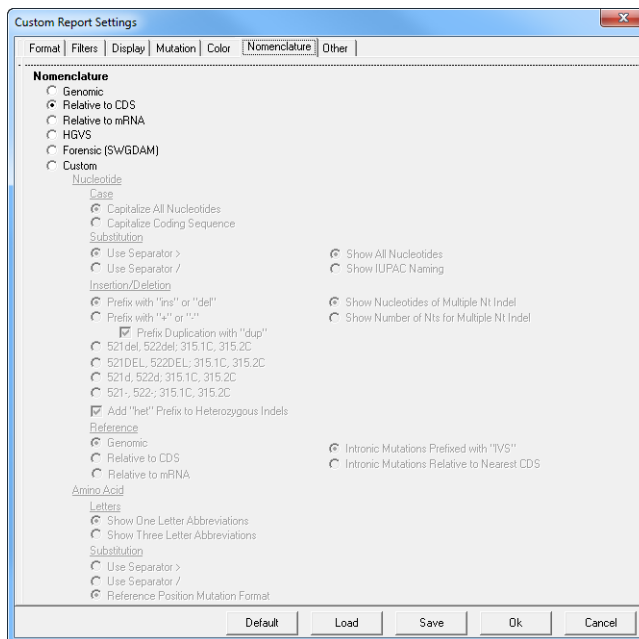 Custom Report Settings
Format Filters Display Mutation Color Nomenclature Other
Nomenclature
Genomic
Relative to CDS
Relative to mRNA
HGVS
Forensic (SWGDAM)
Custom
Nucleotide
Case
Capitalize All Nucleotides
Capitalize Coding Sequence
Substitution
Use Separator > Show All Nucleotides
Use Separator / Show IUPAC Naming
Insertion/Deletion
Prefix with "ins" or "del" Show Nucleotides of Multiple Nt Indel
Prefix with "+" or "-" Show Number of Nts for Multiple Nt Indel
Prefix Duplication with "dup"
521del, 522del; 315.1C, 315.2C
521DEL, 522DEL; 315.1C, 315.2C
521d, 522d; 315.1C, 315.2C
521-, 522-; 315.1C, 315.2C
Add "het" Prefix to Heterozygous Indels
Reference
Genomic Intronic Mutations Prefixed with "IVS"
Relative to CDS Intronic Mutations Relative to Nearest CDS
Relative to mRNA
Amino Acid
Letters
Show One Letter Abbreviations
Show Three Letter Abbreviations
Substitution
Use Separator >
Use Separator /
Reference Position Mutation Format
Default Load Save Ok Cancel